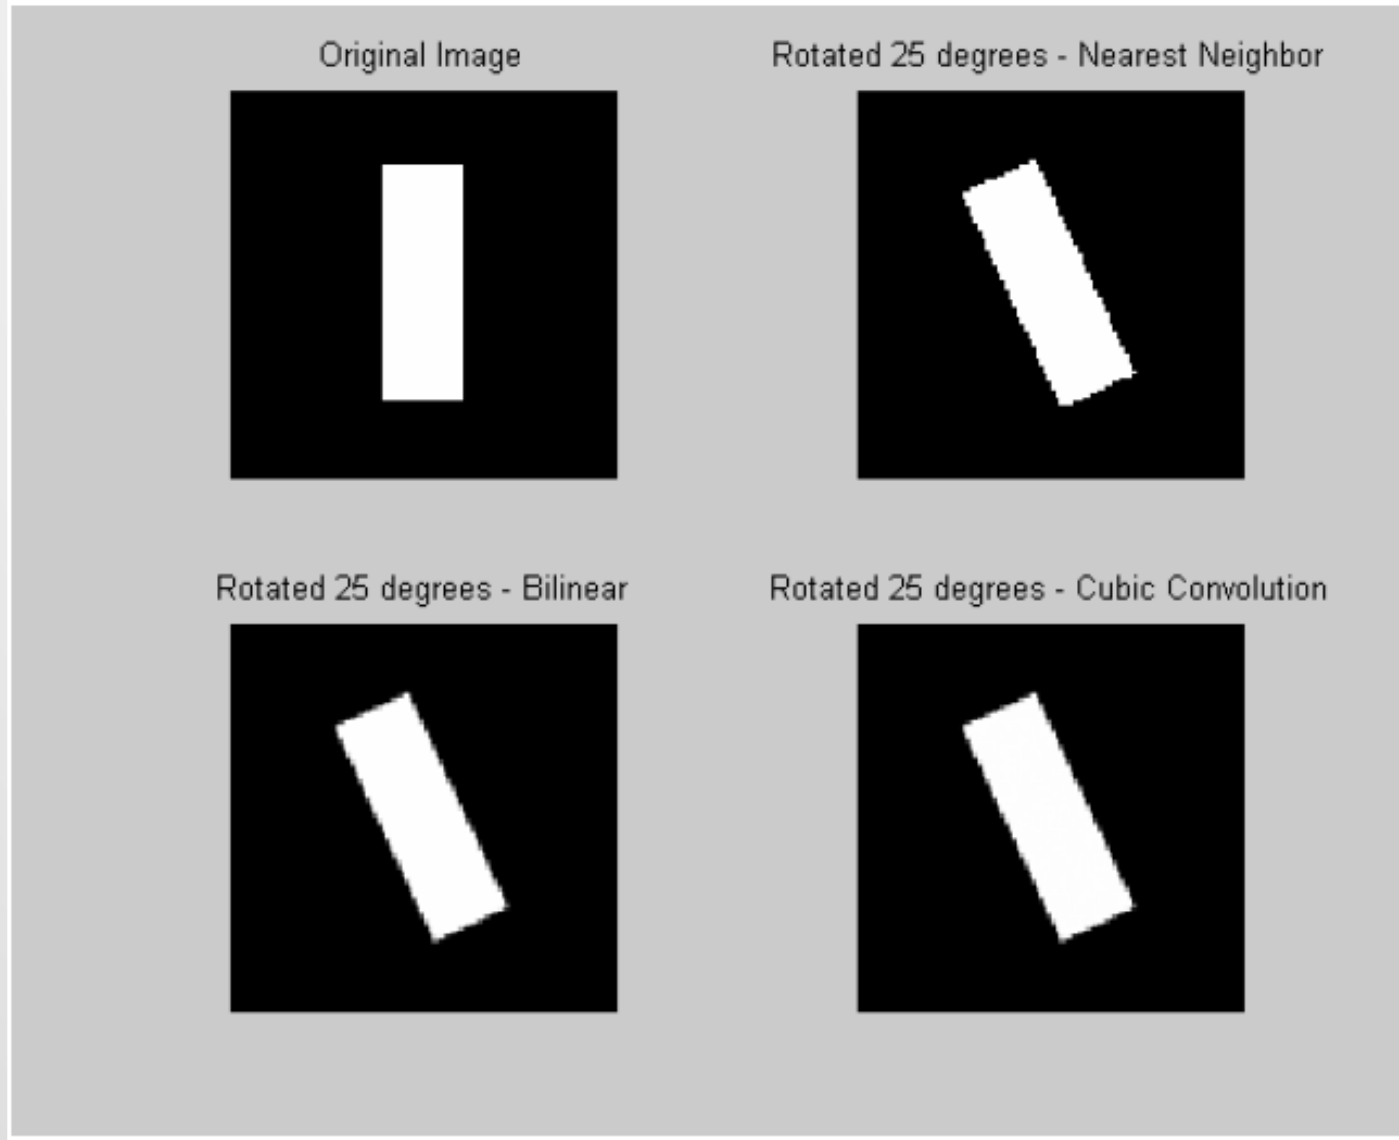 Original Image
Rotated 25 degrees - Nearest Neighbor
Rotated 25 degrees - Bilinear
Rotated 25 degrees - Cubic Convolution